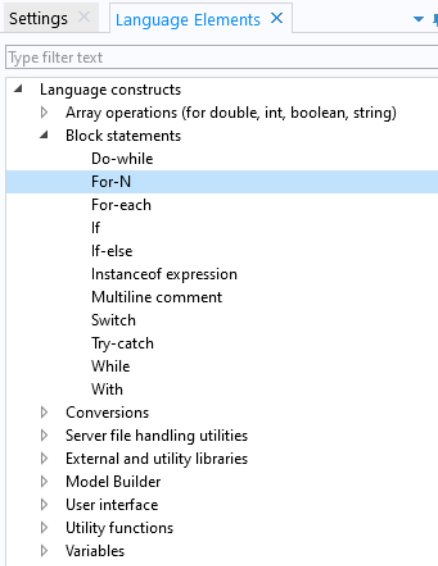 Settings Language Elements
Type filter text
Language constructs
Array operations (for double, int, boolean, string)
Block statements
Do-while
For-N
For-each
If
If-else
Instanceof expression
Multiline comment
Switch
Try-catch
While
With
Conversions
Server file handling utilities
External and utility libraries
Model Builder
User interface
Utility functions
Variables